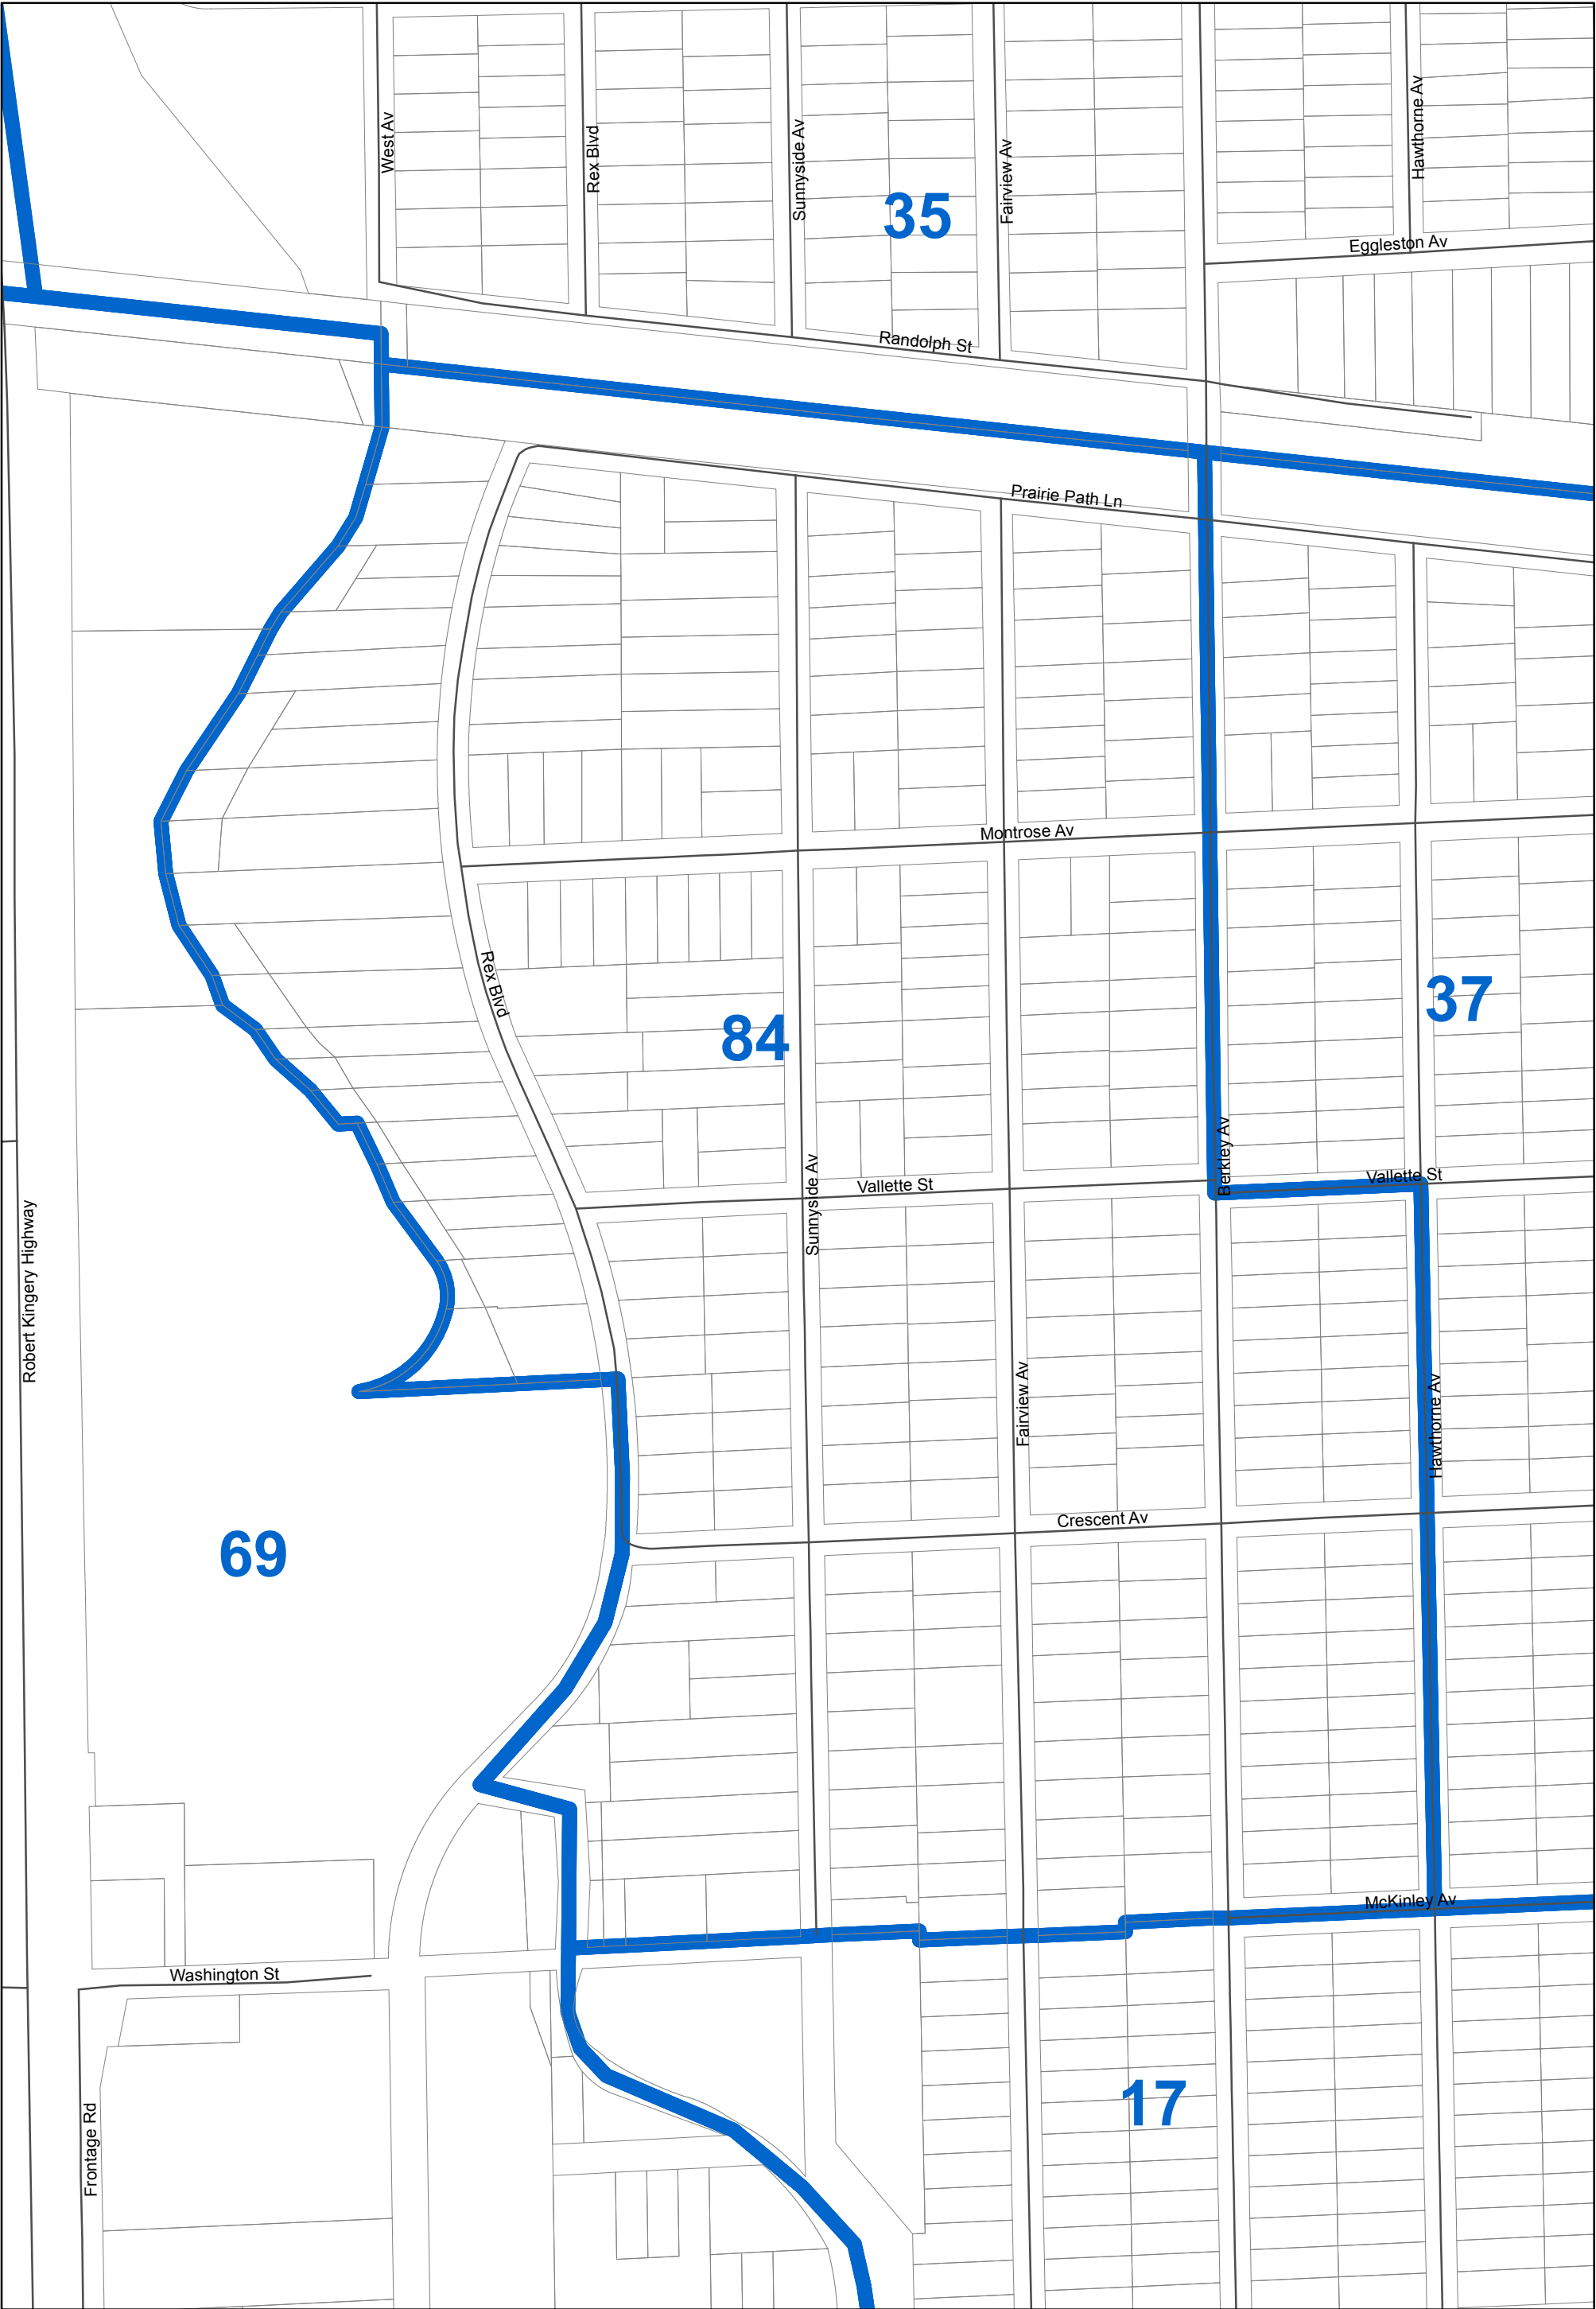 West Av
Rex Blvd
Sunnyside Av
Fairview Av
Hawthorne Av
35
Eggleston Av
Randolph St
Prairie Path Ln
Montrose Av
Rex Blvd
84
37
Sunnyside Av
Vallette St
Berkley Av
Vallette St
Robert Kingery Highway
Fairview Av
Hawthorne Av
Crescent Av
69
McKinley Av
Washington St
Frontage Rd
17